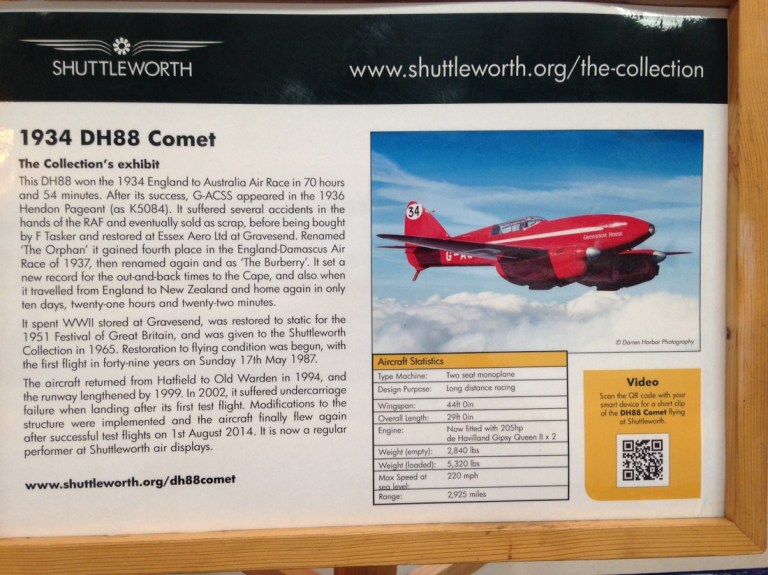 SHUTTLEWORTH
www.shuttleworth.org/the-collection
1934 DH88 Comet
The Collection's exhibit
This DH88 won the 1934 England to Australia Air Race in 70 hours
and 54 minutes. After its success, G-ACSS appeared in the 1936
Hendon Pageant (as K5084). It suffered several accidents in the
hands of the RAF and eventually sold as scrap, before being bought
by F Tasker and restored at Essex Aero Ltd at Gravesend. Renamed
'The Orphan' it gained fourth place in the England-Damascus Air
Race of 1937, then renamed again and as 'The Burberry'. It set a
new record for the out-and-back times to the Cape, and also when
it travelled from England to New Zealand and home again in only
ten days, twenty-one hours and twenty-two minutes.
It spent WWII stored at Gravesend, was restored to static for the
1951 Festival of Great Britain, and was given to the Shuttleworth
Collection in 1965. Restoration to flying condition was begun, with
the first flight in forty-nine years on Sunday 17th May 1987.
The aircraft returned from Hatfield to Old Warden in 1994, and
the runway lengthened by 1999. In 2002, it suffered undercarriage
failure when landing after its first test flight. Modifications to the
structure were implemented and the aircraft finally flew again
after successful test flights on 1st August 2014. It is now a regular
performer at Shuttleworth air displays.
www.shuttleworth.org/dh88comet
34
GROSVENOR HOUSE
© Darren Harbar Photography
Aircraft Statistics
Type Machine: Two seat monoplane
Design Purpose: Long distance racing
Wingspan: 44ft 0in
Overall Length: 29ft 0in
Engine: Now fitted with 205hp
de Havilland Gipsy Queen II x 2
Weight (empty): 2,840 lbs
Weight (loaded): 5,320 lbs
Max Speed at 220 mph
sea level:
Range: 2,925 miles
Video
Scan the QR code with your
smart device for a short clip
of the DH88 Comet flying
at Shuttleworth.